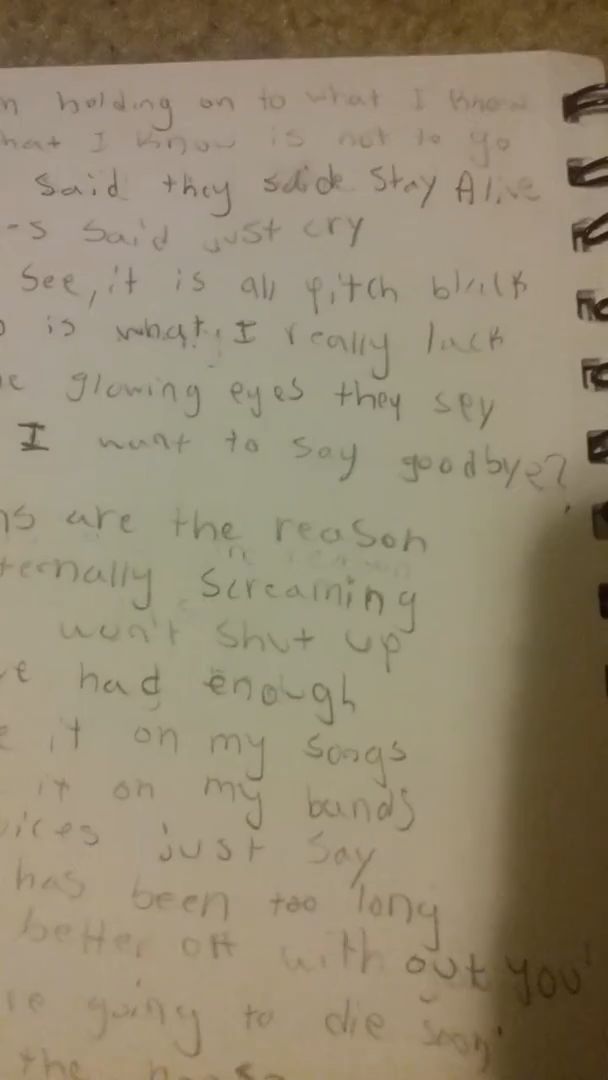 holding on to what I know
I know is not to go
said they saide stay Alive
said just cry
see, it is all pitch black
is what I really lack
glowing eyes they sey
I want to say goodbye?
are the reason
screaming
won't shut up
had enough
it on my songs
it on my bands
just say
has been too long
better off with out you'
going to die soon'
the